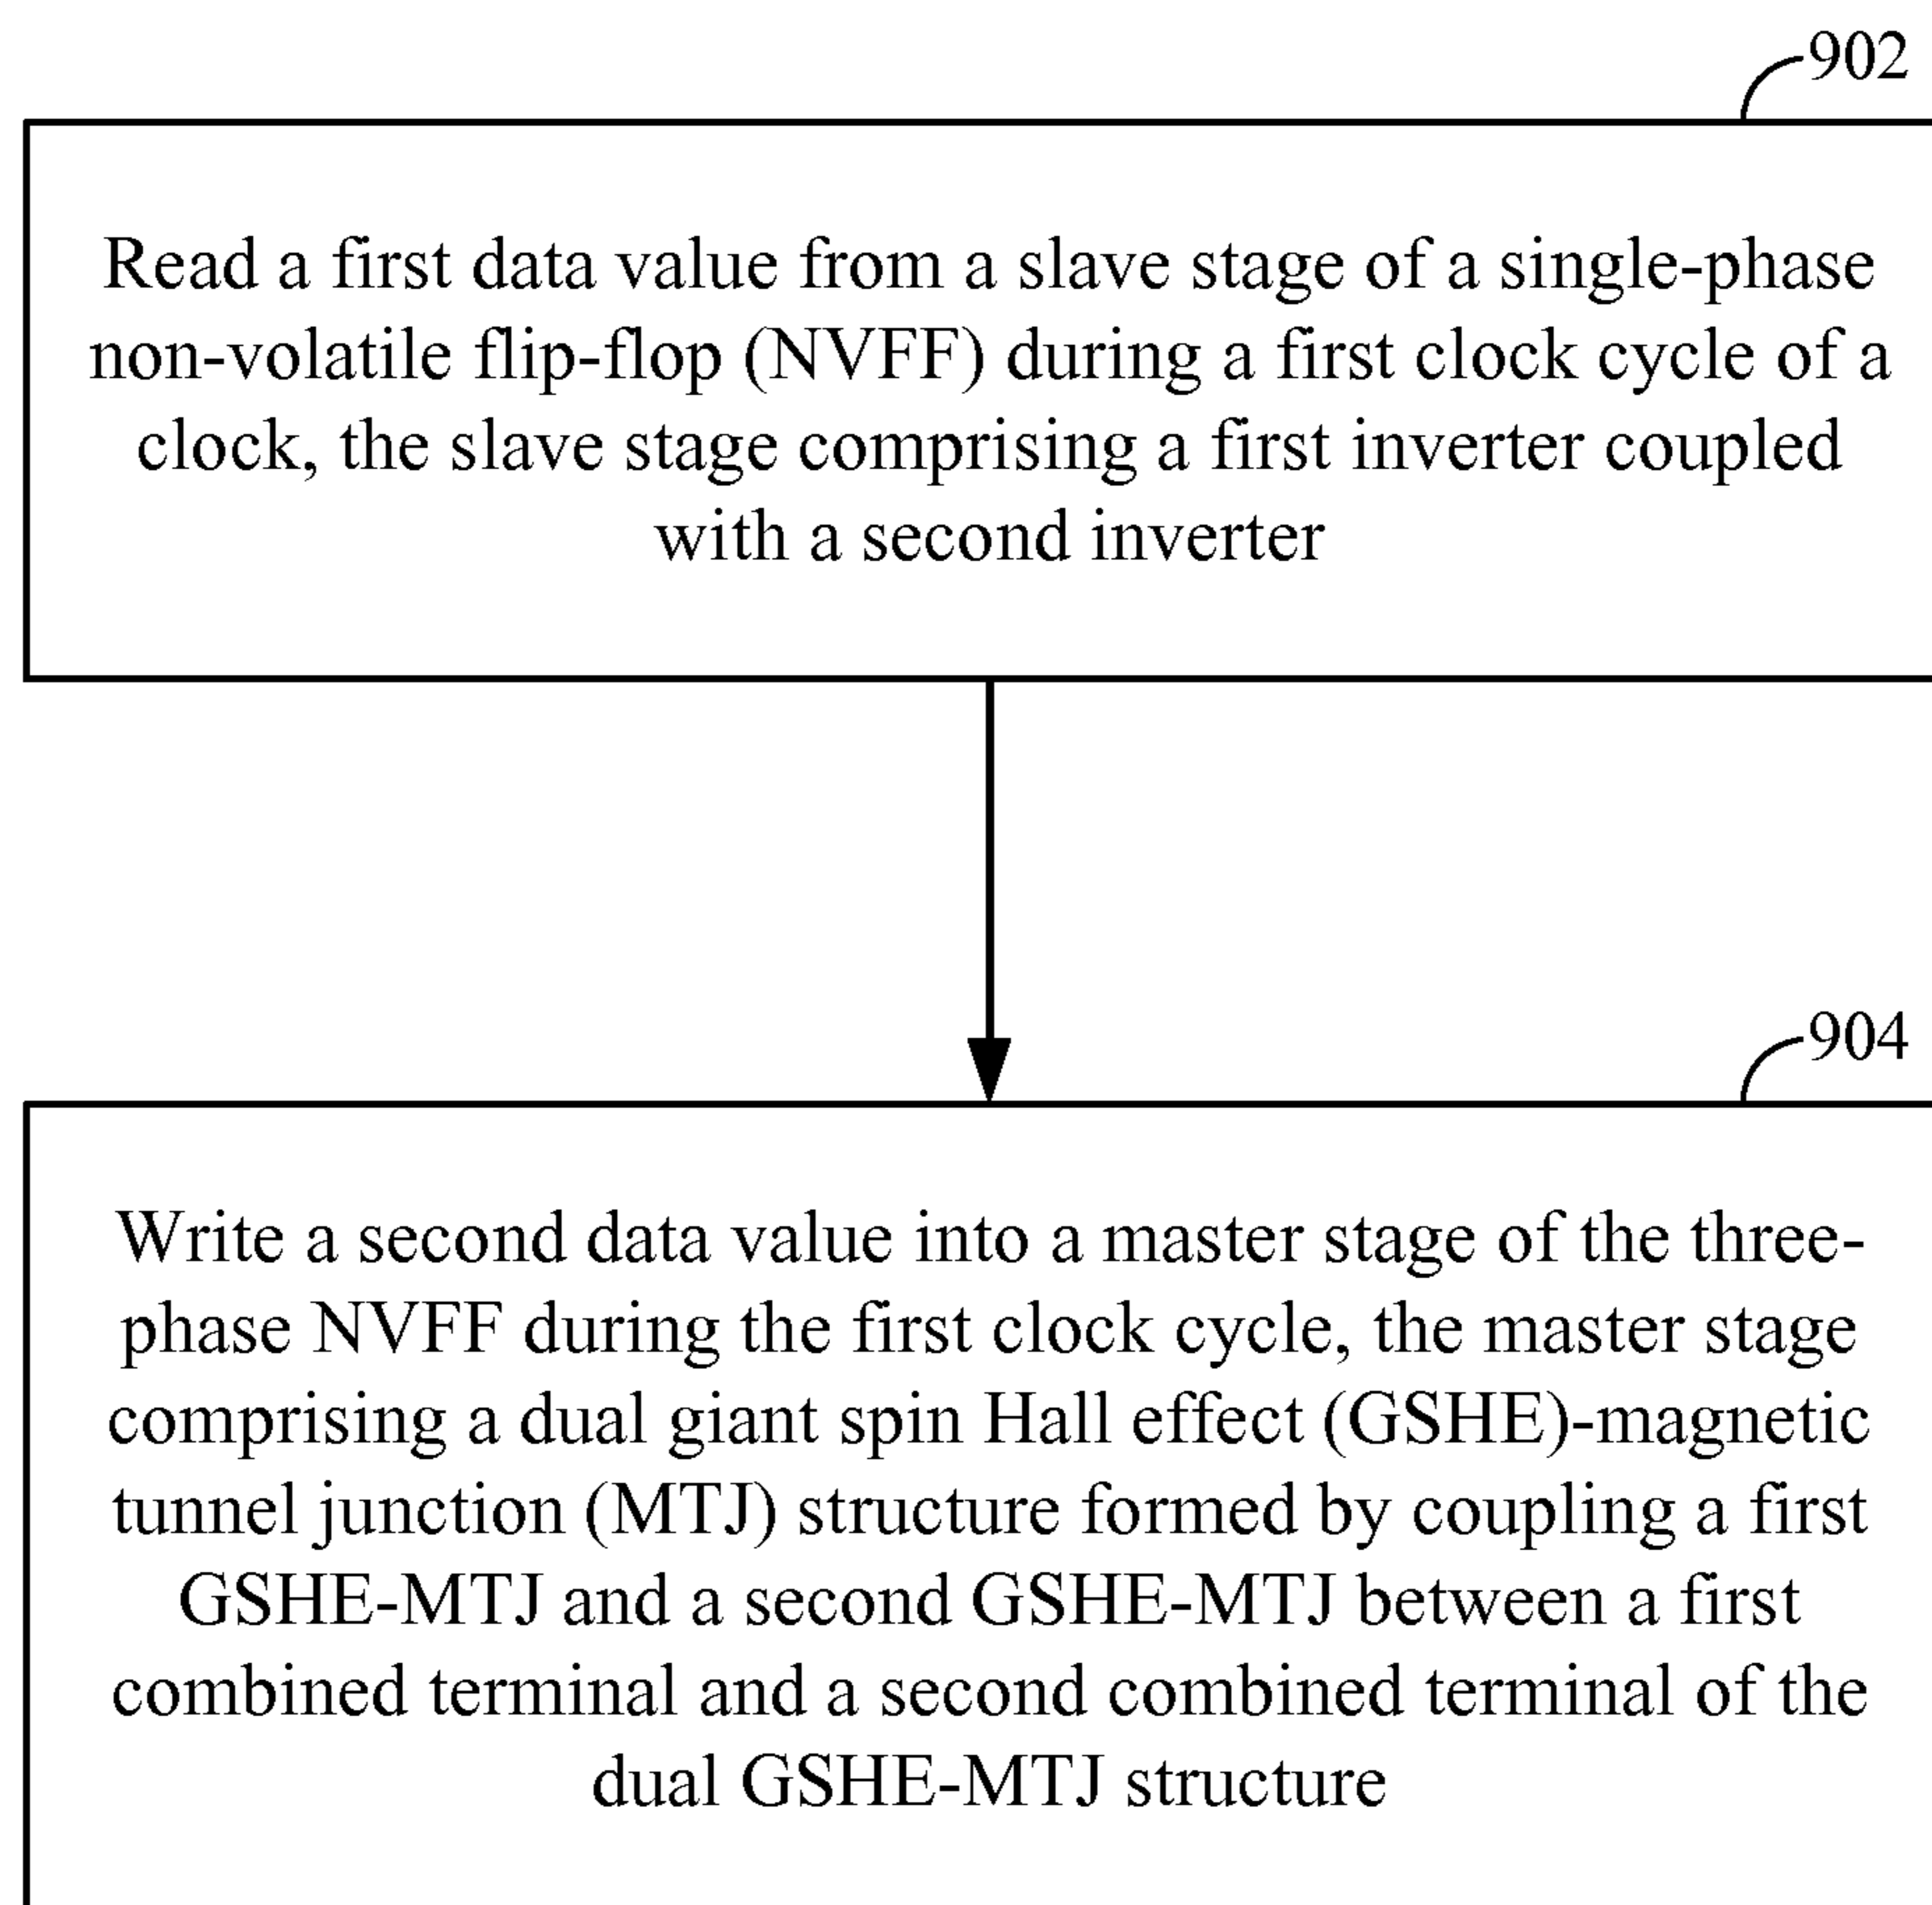 902
Read a first data value from a slave stage of a single-phase
non-volatile flip-flop (NVFF) during a first clock cycle of a
clock, the slave stage comprising a first inverter coupled
with a second inverter
904
Write a second data value into a master stage of the three-
phase NVFF during the first clock cycle, the master stage
comprising a dual giant spin Hall effect (GSHE)-magnetic
tunnel junction (MTJ) structure formed by coupling a first
GSHE-MTJ and a second GSHE-MTJ between a first
combined terminal and a second combined terminal of the
dual GSHE-MTJ structure